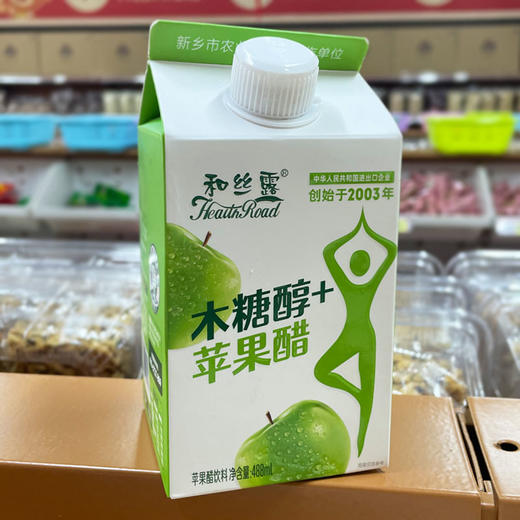 新乡市农
作单位
和丝露®
HealthRoad
中华人民共和国进出口企业
创始于2003年
木糖醇+
苹果醋
苹果醋饮料 净含量:488mL